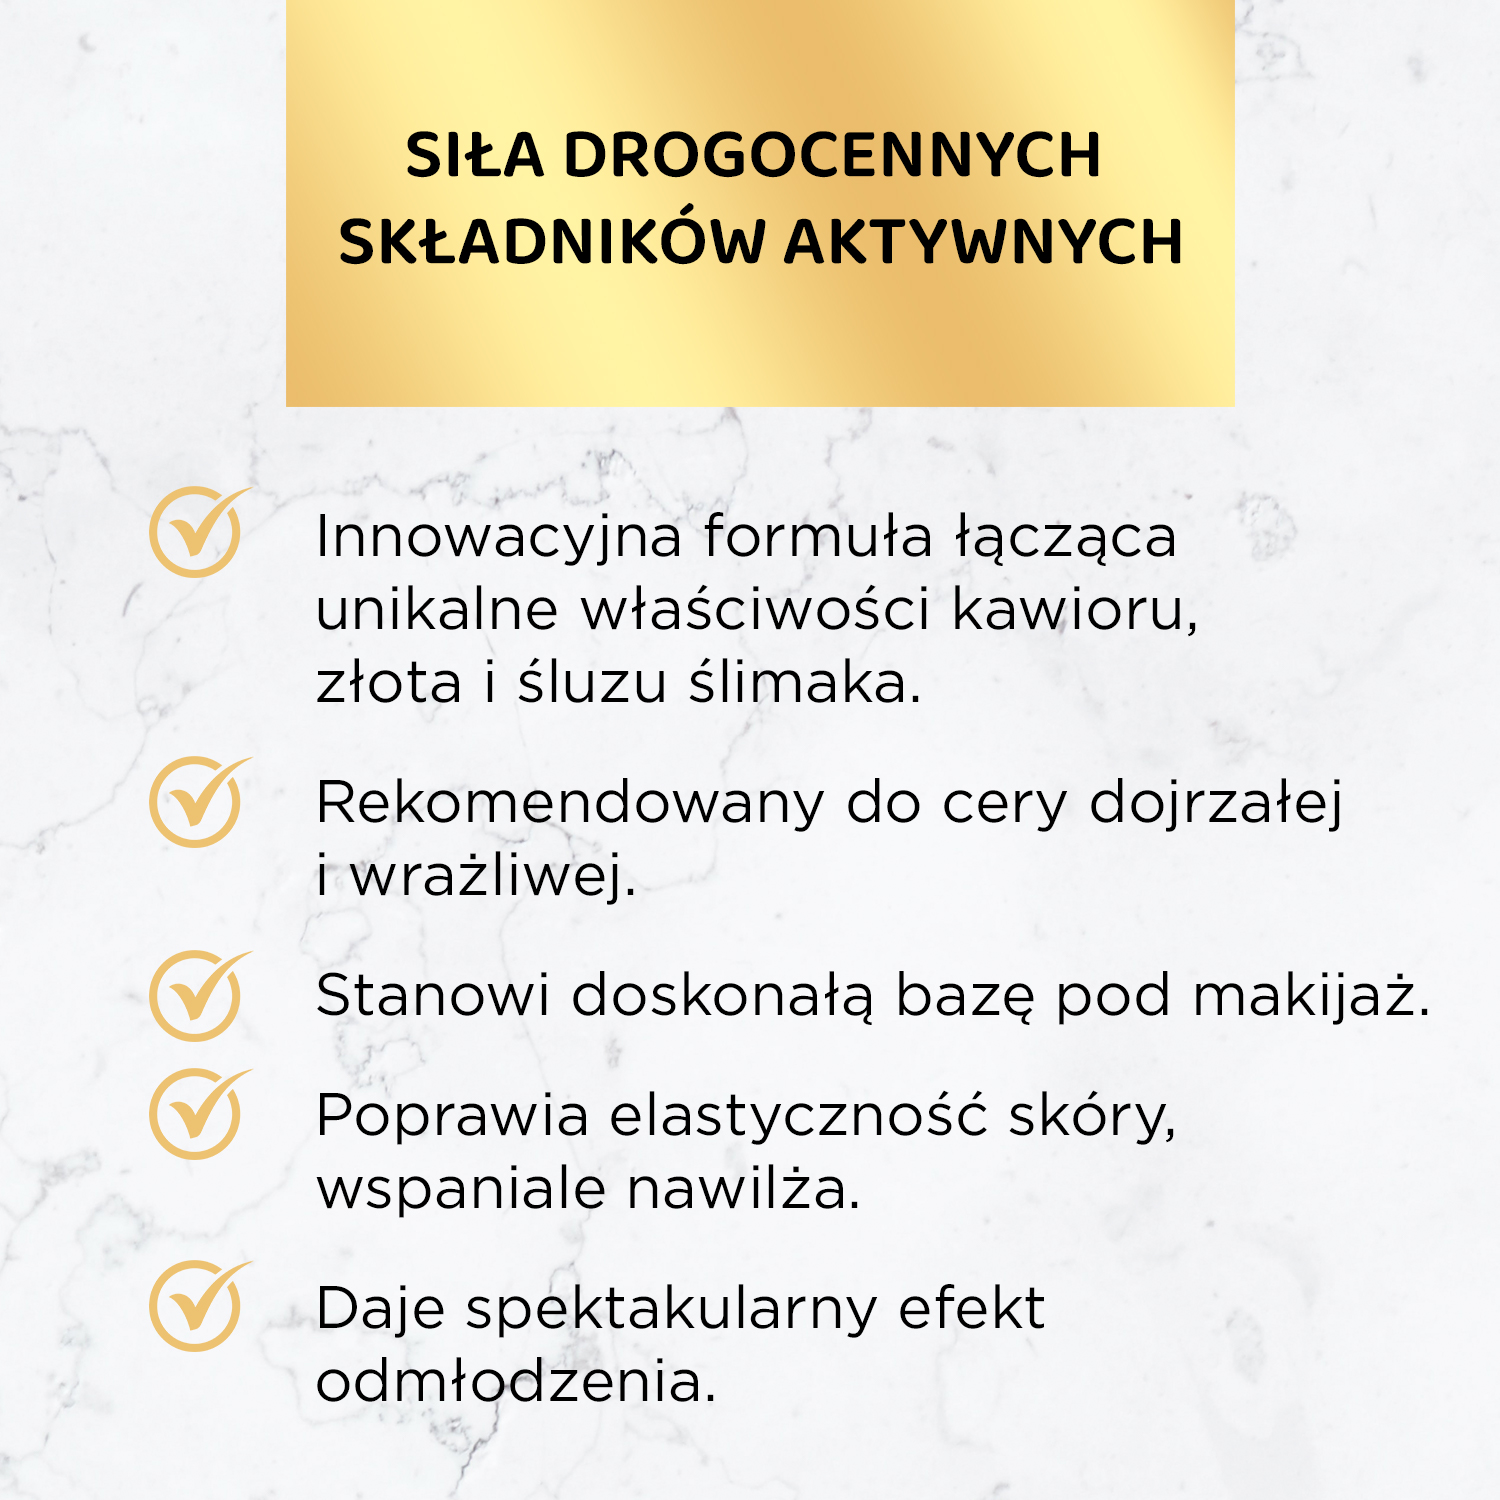 SIŁA DROGOCENNYCH
SKŁADNIKÓW AKTYWNYCH
Innowacyjna formuła łącząca
unikalne właściwości kawioru,
złota i śluzu ślimaka.
Rekomendowany do cery dojrzałej
i wrażliwej.
Stanowi doskonałą bazę pod makijaż.
Poprawia elastyczność skóry,
wspaniale nawilża.
Daje spektakularny efekt
odmłodzenia.